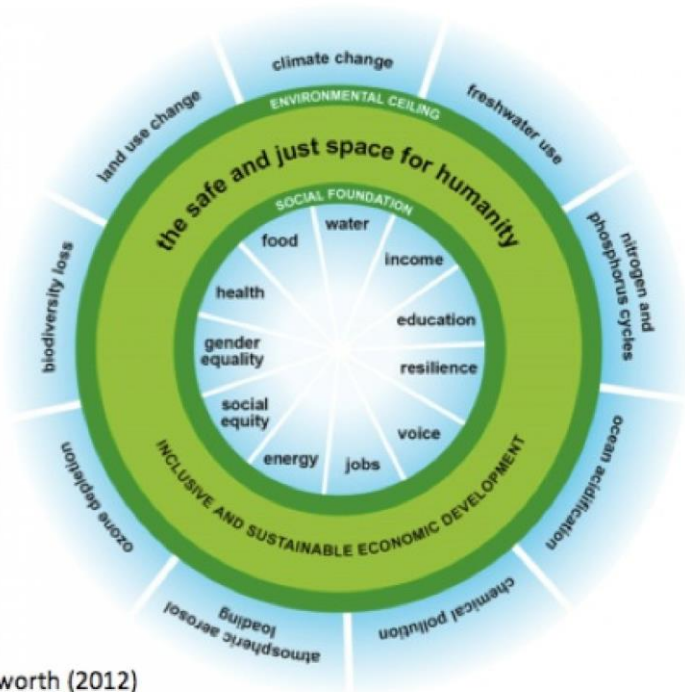 climate change
freshwater use
nitrogen and
phosphorus cycles
ocean acidification
chemical pollution
atmospheric aerosol
loading
ozone depletion
biodiversity loss
land use change
ENVIRONMENTAL CEILING
the safe and just space for humanity
SOCIAL FOUNDATION
water
income
education
resilience
voice
jobs
energy
social
equity
gender
equality
health
food
INCLUSIVE AND SUSTAINABLE ECONOMIC DEVELOPMENT
worth (2012)